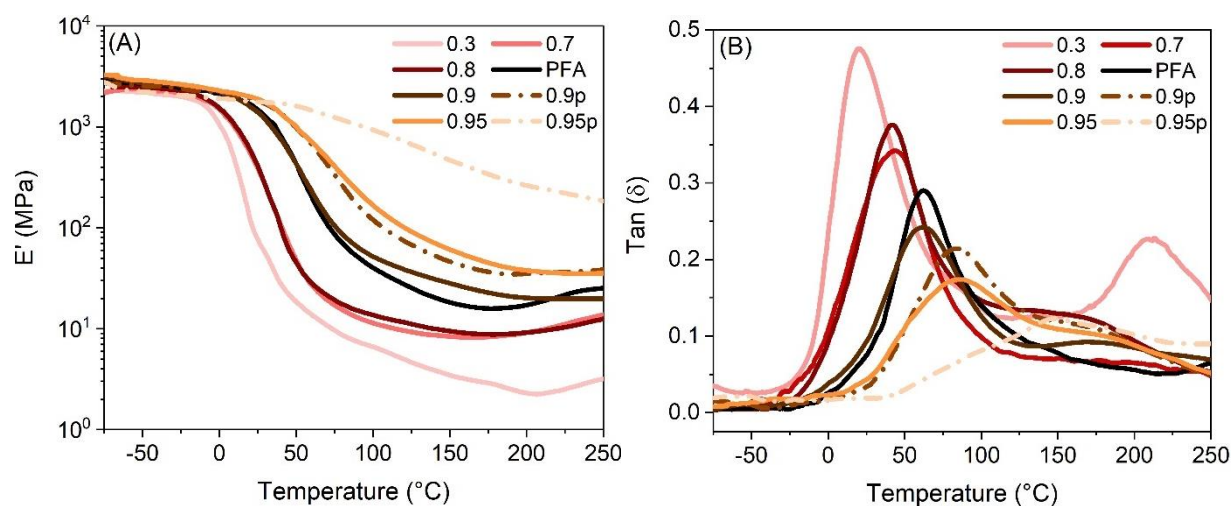 (A)
0.3 0.7
0.8 PFA
0.9 0.9p
0.95 0.95p
10⁴
10³
10²
10¹
10⁰
E' (MPa)
-50 0 50 100 150 200 250
Temperature (°C)
(B)
0.3 0.7
0.8 PFA
0.9 0.9p
0.95 0.95p
0.5
0.4
0.3
0.2
0.1
0.0
Tan (δ)
-50 0 50 100 150 200 250
Temperature (°C)